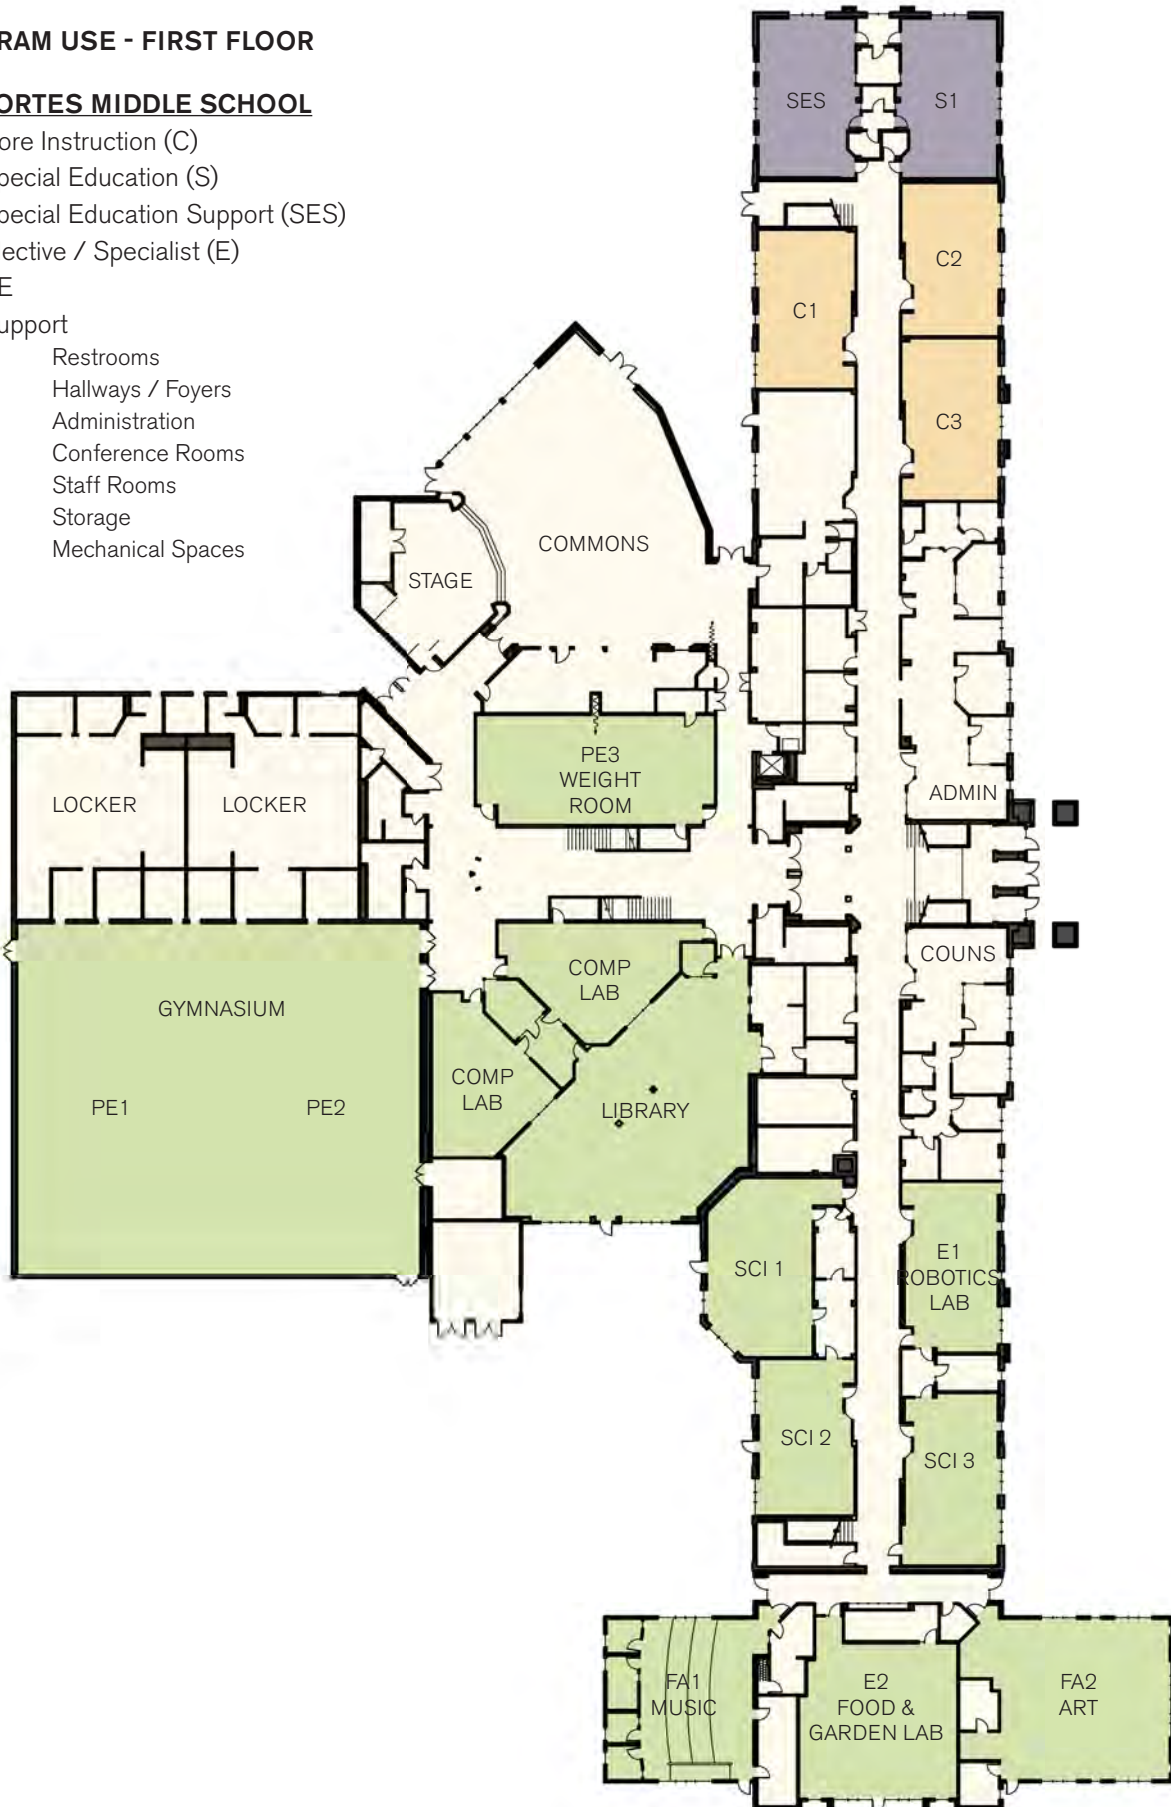 RAM USE - FIRST FLOOR
ORTES MIDDLE SCHOOL
ore Instruction (C)
pecial Education (S)
pecial Education Support (SES)
lective / Specialist (E)
E
upport
Restrooms
Hallways / Foyers
Administration
Conference Rooms
Staff Rooms
Storage
Mechanical Spaces
SES
S1
C2
C1
C3
COMMONS
STAGE
PE3
WEIGHT
ROOM
LOCKER
LOCKER
ADMIN
COUNS
COMP
LAB
GYMNASIUM
COMP
LAB
PE1
PE2
LIBRARY
SCI 1
E1
ROBOTICS
LAB
SCI 2
SCI 3
FA1
MUSIC
E2
FOOD &
GARDEN LAB
FA2
ART